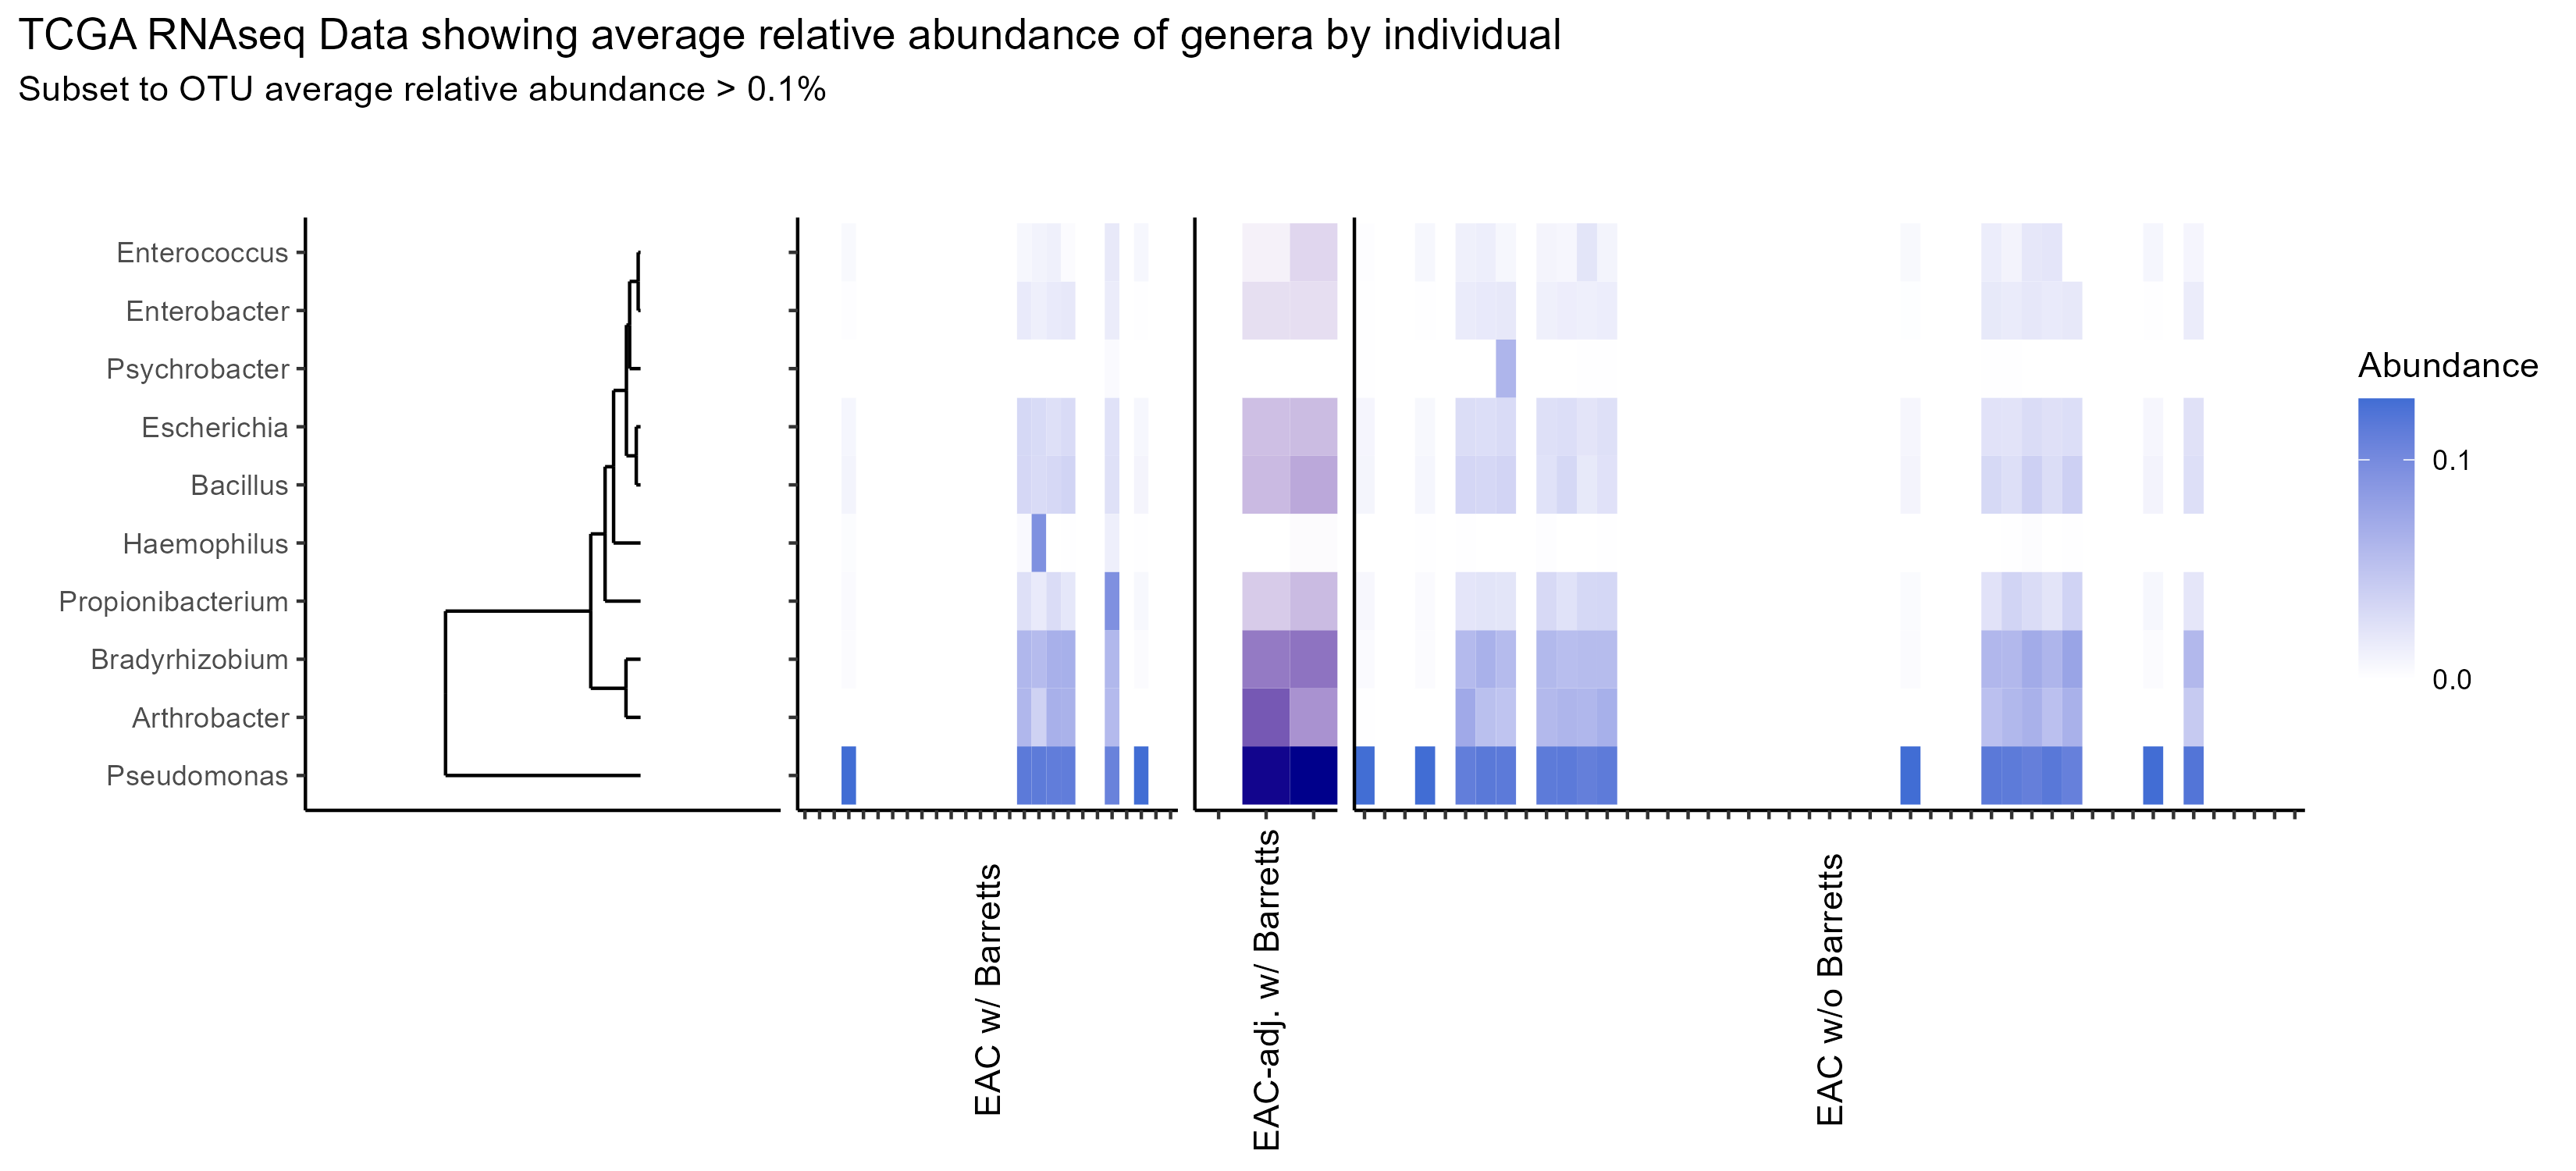 TCGA RNAseq Data showing average relative abundance of genera by individual
Subset to OTU average relative abundance > 0.1%
Enterococcus
Enterobacter
Psychrobacter
Escherichia
Bacillus
Haemophilus
Propionibacterium
Bradyrhizobium
Arthrobacter
Pseudomonas
EAC w/ Barretts
EAC-adj. w/ Barretts
EAC w/o Barretts
Abundance
0.1
0.0